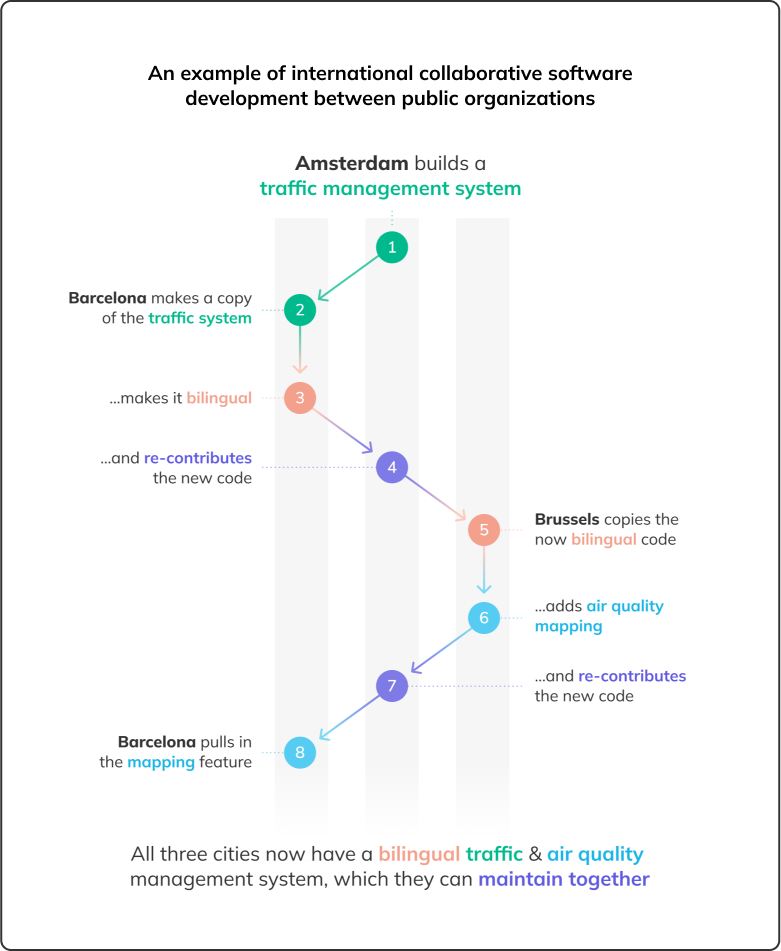 An example of international collaborative software
development between public organizations
Amsterdam builds a
traffic management system
1
Barcelona makes a copy
of the traffic system
2
...makes it bilingual
3
...and re-contributes
the new code
4
5
Brussels copies the
now bilingual code
6
...adds air quality
mapping
7
...and re-contributes
the new code
Barcelona pulls in
the mapping feature
8
All three cities now have a bilingual traffic & air quality
management system, which they can maintain together